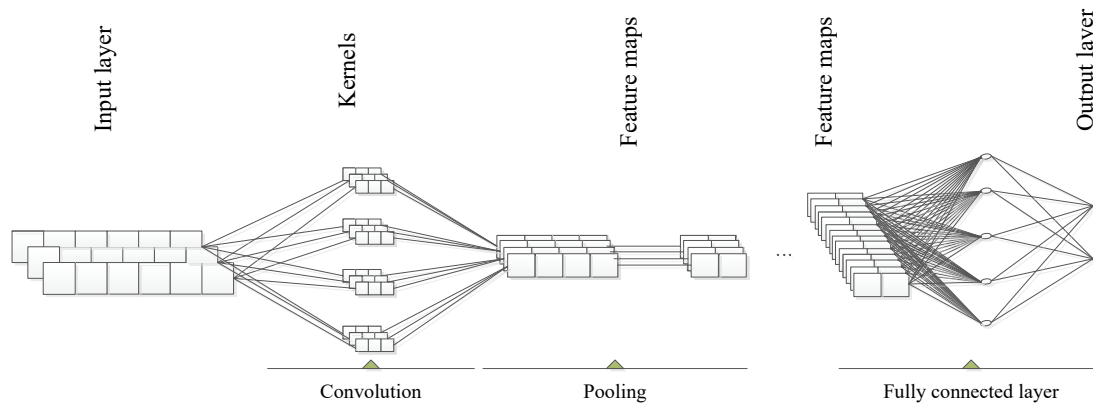 Input layer
Kernels
Feature maps
Feature maps
Output layer
...
Convolution
Pooling
Fully connected layer